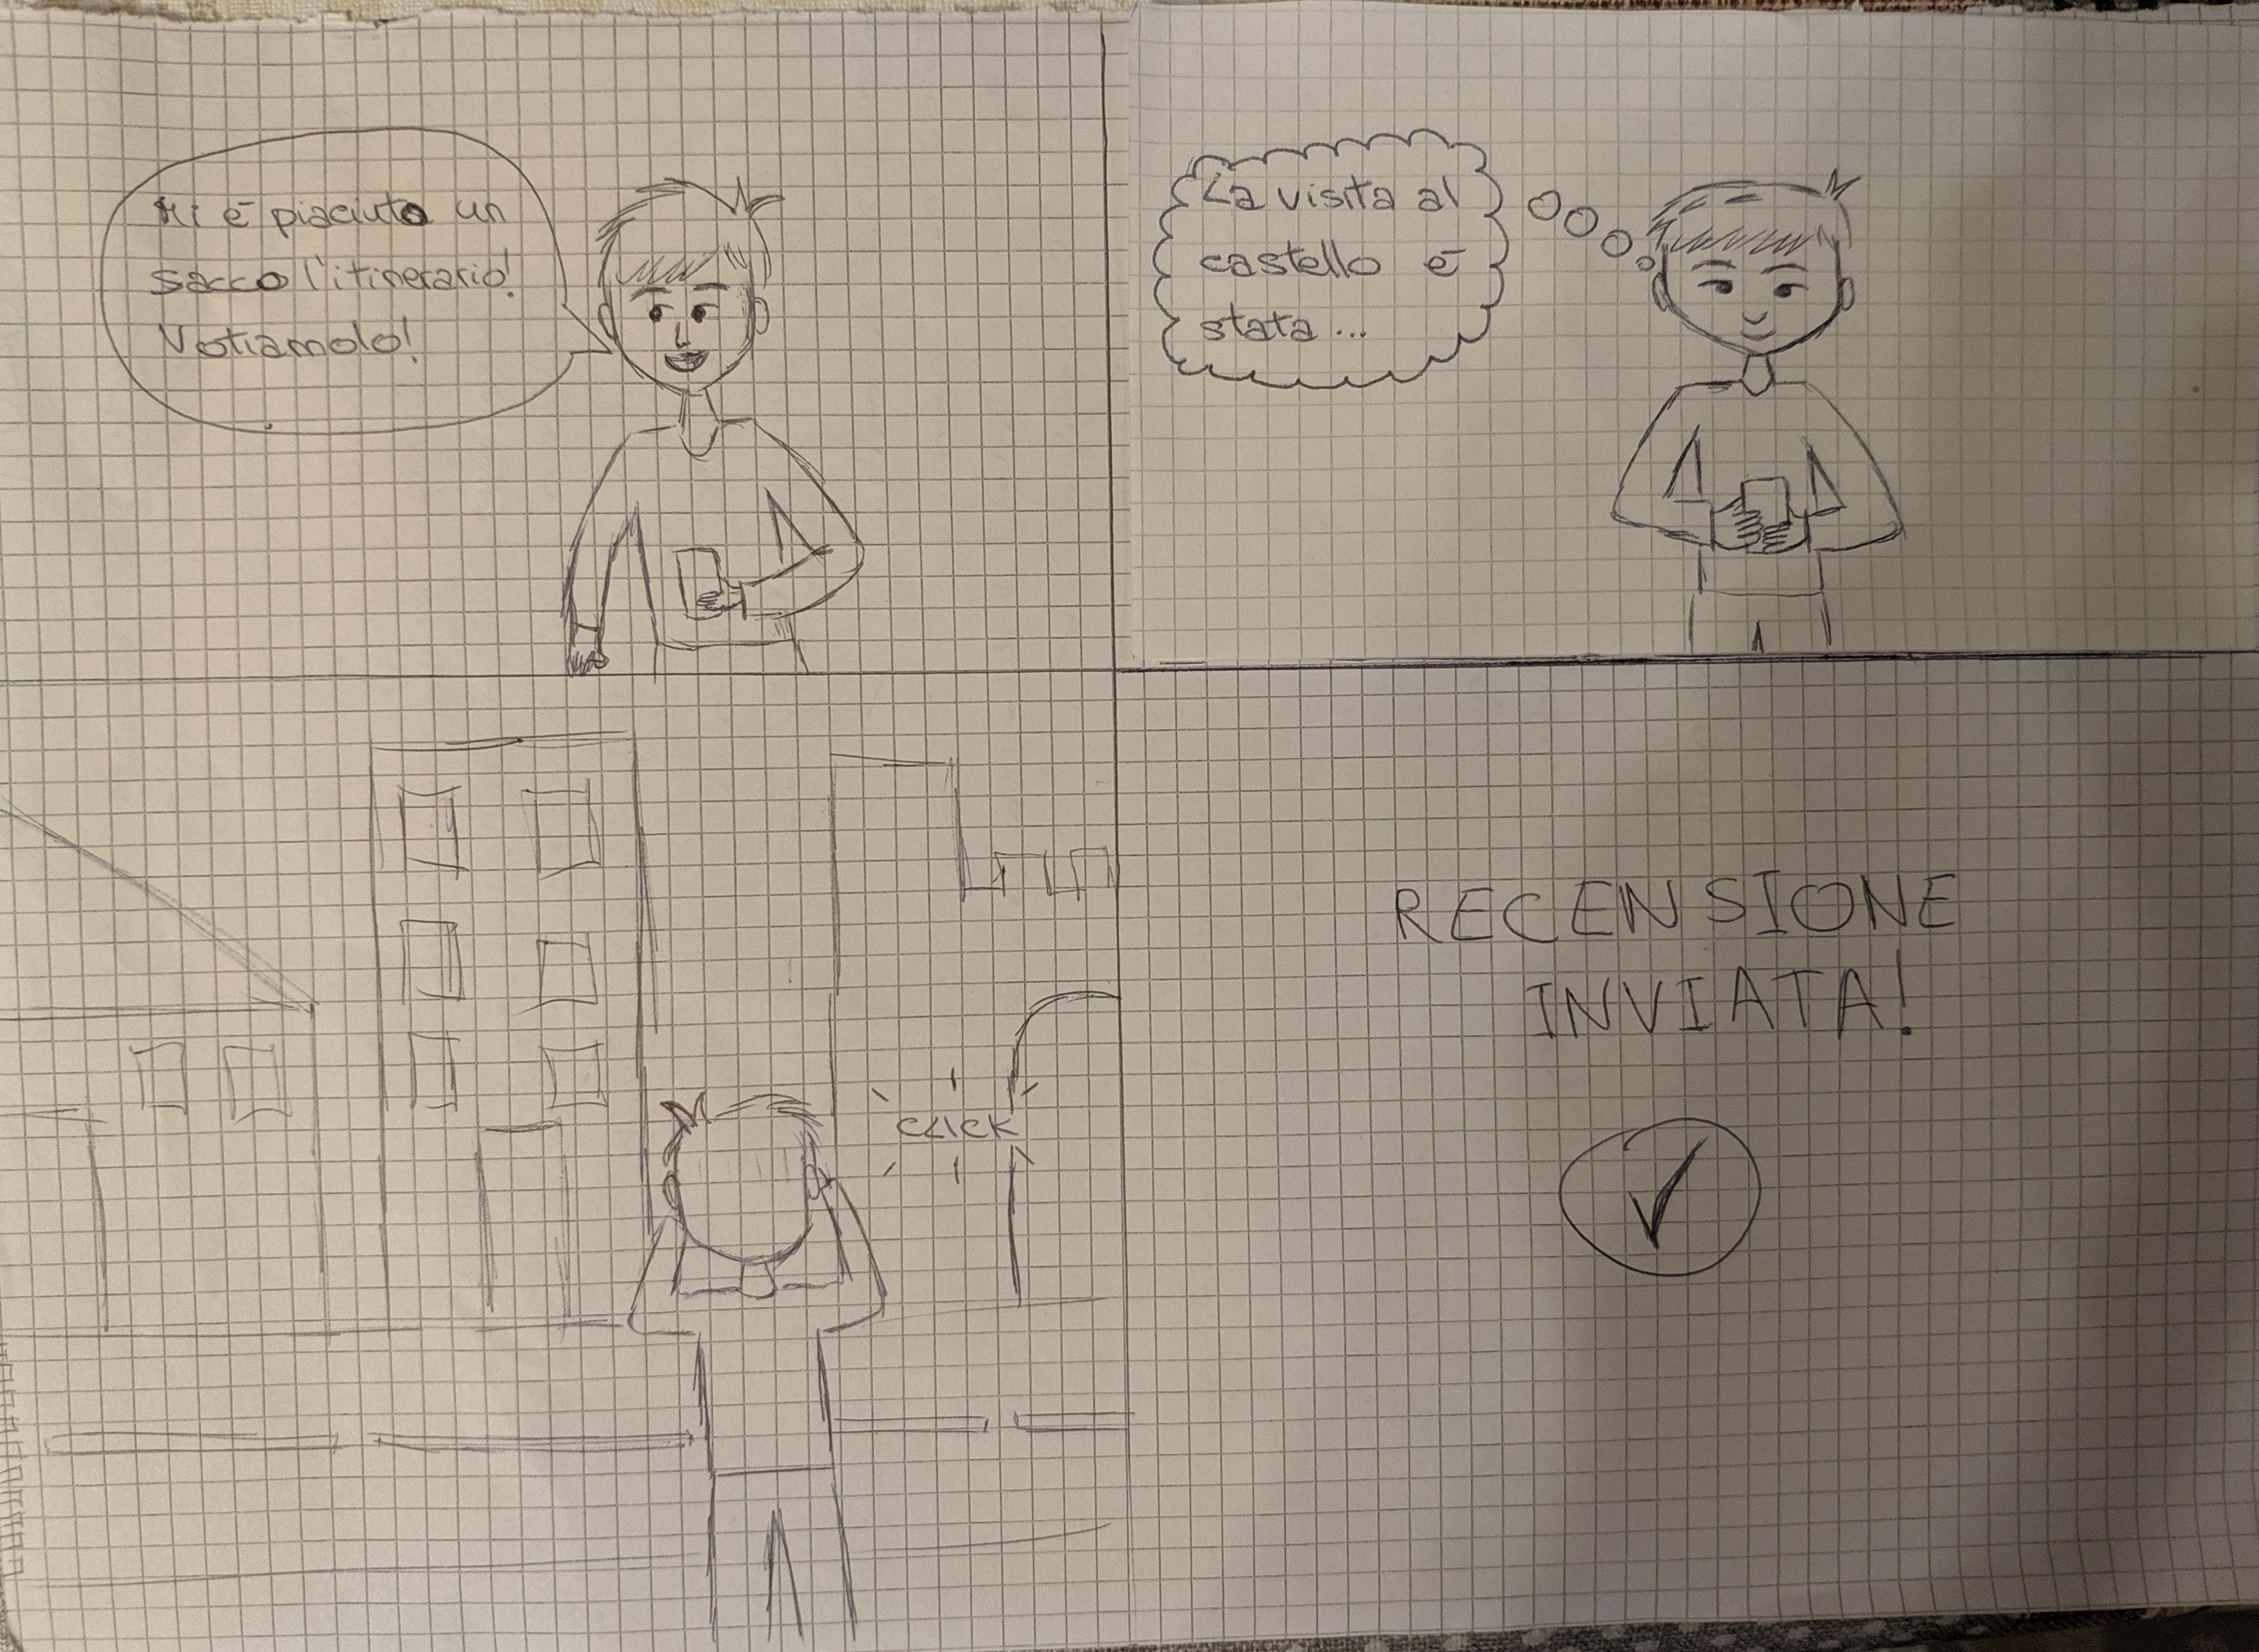 Mi è piaciuto un
sacco l'itinerario!
Votiamolo!
La visita al
castello è
stata ...
CLICK
RECENSIONE
INVIATA!